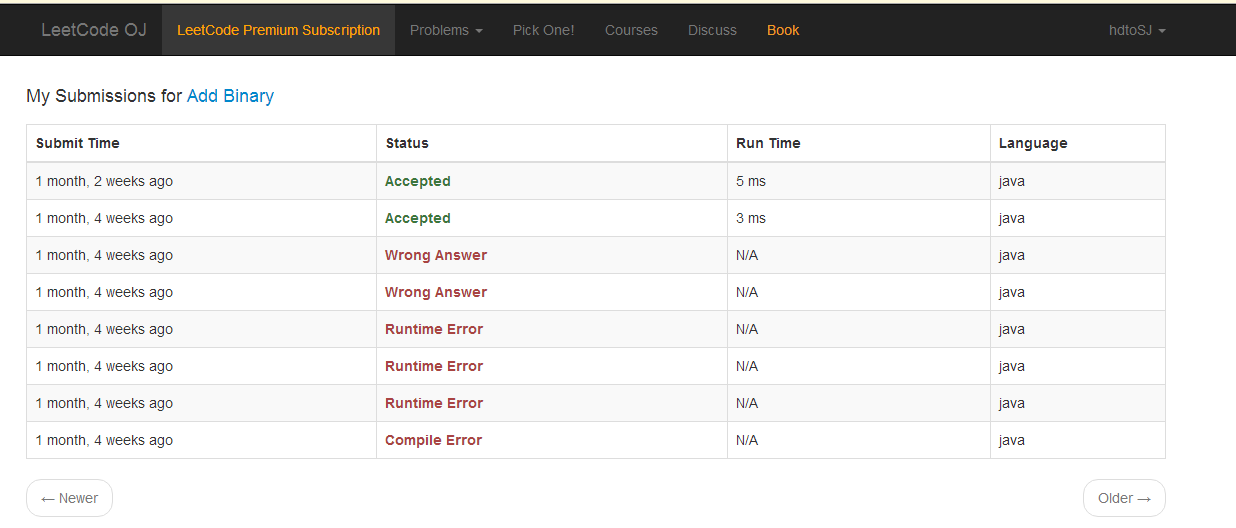 LeetCode OJ LeetCode Premium Subscription Problems Pick One! Courses Discuss Book hdtoSJ
My Submissions for Add Binary
Submit Time Status Run Time Language
1 month, 2 weeks ago Accepted 5 ms java
1 month, 4 weeks ago Accepted 3 ms java
1 month, 4 weeks ago Wrong Answer N/A java
1 month, 4 weeks ago Wrong Answer N/A java
1 month, 4 weeks ago Runtime Error N/A java
1 month, 4 weeks ago Runtime Error N/A java
1 month, 4 weeks ago Runtime Error N/A java
1 month, 4 weeks ago Compile Error N/A java
← Newer Older →